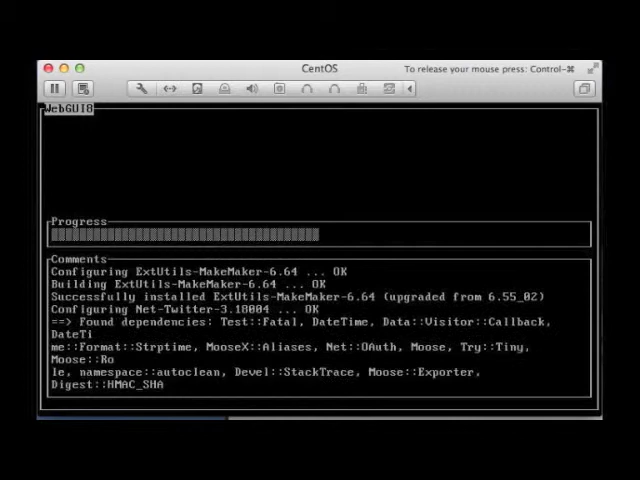 CentOS
To release your mouse press: Control-⌘
WebGUI8
Progress
Comments
Configuring ExtUtils-MakeMaker-6.64 ... OK
Building ExtUtils-MakeMaker-6.64 ... OK
Successfully installed ExtUtils-MakeMaker-6.64 (upgraded from 6.55_02)
Configuring Net-Twitter-3.18004 ... OK
==> Found dependencies: Test::Fatal, DateTime, Data::Visitor::Callback,
DateTi
me::Format::Strptime, MooseX::Aliases, Net::OAuth, Moose, Try::Tiny,
Moose::Ro
le, namespace::autoclean, Devel::StackTrace, Moose::Exporter,
Digest::HMAC_SHA